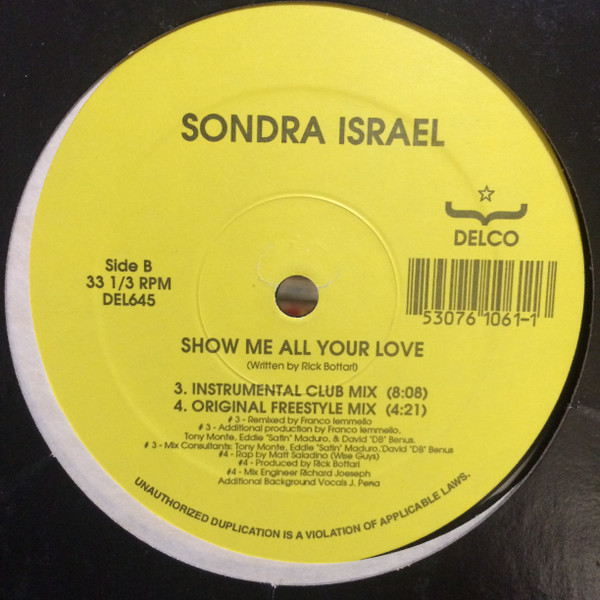 SONDRA ISRAEL
DELCO
Side B
33 1/3 RPM
DEL645
53076 1061-1
SHOW ME ALL YOUR LOVE
(Written by Rick Bottari)
3. INSTRUMENTAL CLUB MIX (8:08)
4. ORIGINAL FREESTYLE MIX (4:21)
# 3 - Remixed by Franco Iemmello
# 3 - Additional production by Franco Iemmello,
Tony Monte, Eddie "Satin" Maduro, & David "DB" Benus.
# 3 - Mix Consultants: Tony Monte, Eddie "Satin" Maduro, David "DB" Benus
#4 - Rap by Matt Saladino (Wise Guys)
#4 - Produced by Rick Bottari
#4- Mix Engineer Richard Joeseph
Additional Background Vocals J. Pena
UNAUTHORIZED DUPLICATION IS A VIOLATION OF APPLICABLE LAWS.